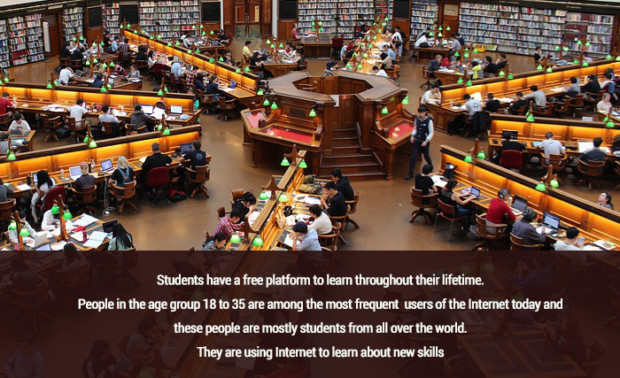 Students have a free platform to learn throughout their lifetime.
People in the age group 18 to 35 are among the most frequent users of the Internet today and
these people are mostly students from all over the world.
They are using Internet to learn about new skills